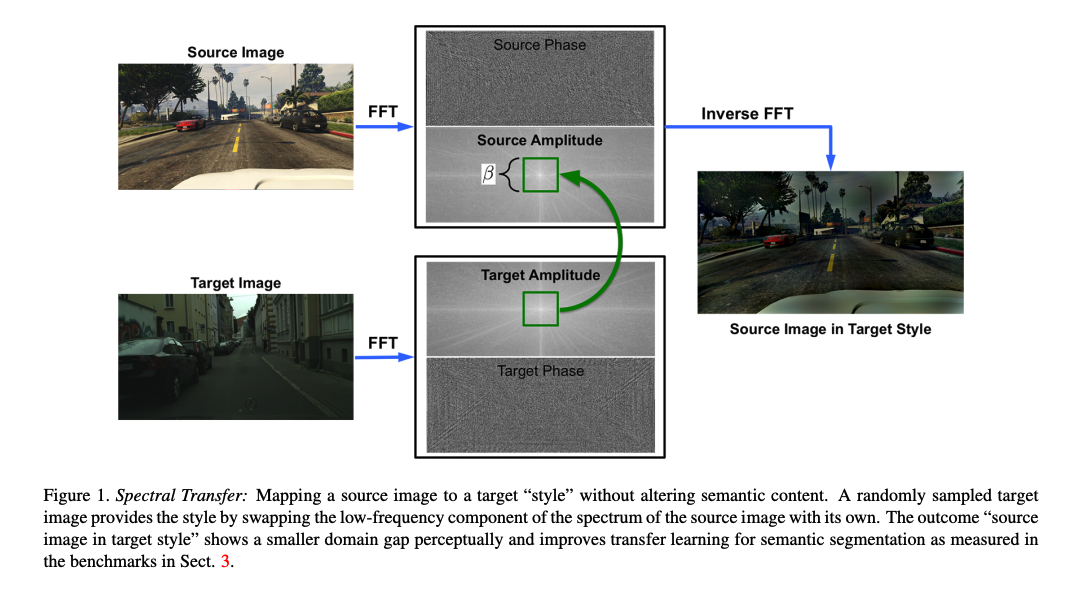 Source Image
Source Phase
FFT
Source Amplitude
β
Inverse FFT
Target Image
Target Amplitude
FFT
Target Phase
Source Image in Target Style
Figure 1. Spectral Transfer: Mapping a source image to a target “style” without altering semantic content. A randomly sampled target
image provides the style by swapping the low-frequency component of the spectrum of the source image with its own. The outcome “source
image in target style” shows a smaller domain gap perceptually and improves transfer learning for semantic segmentation as measured in
the benchmarks in Sect. 3.